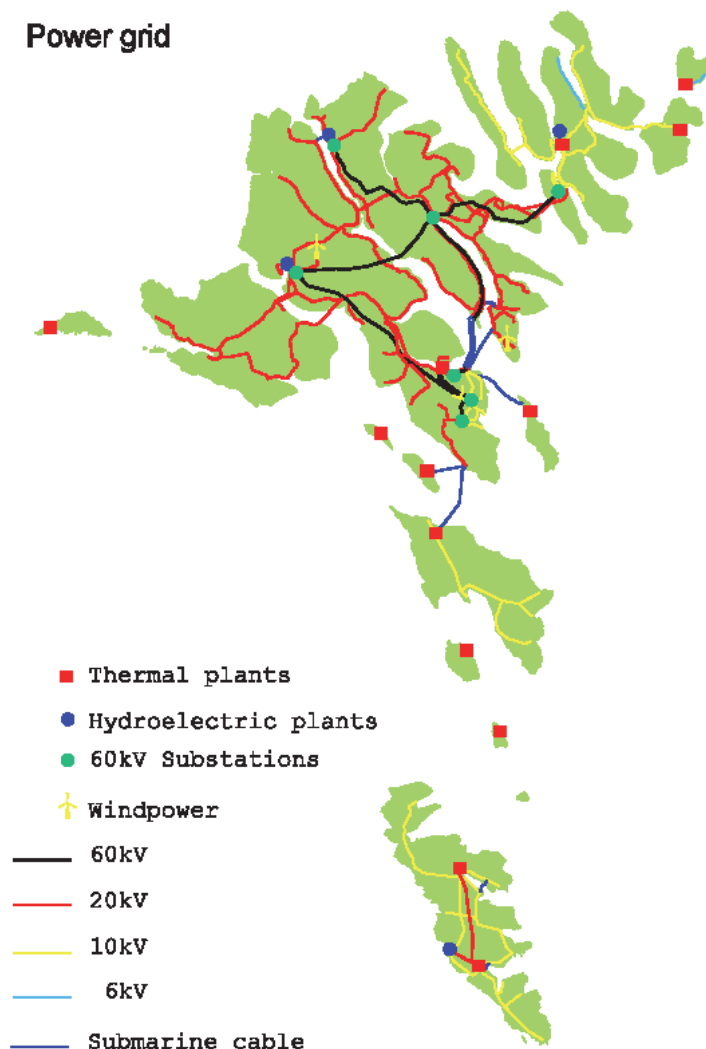 Power grid
Thermal plants
Hydroelectric plants
60kV Substations
Windpower
60kV
20kV
10kV
6kV
Submarine cable